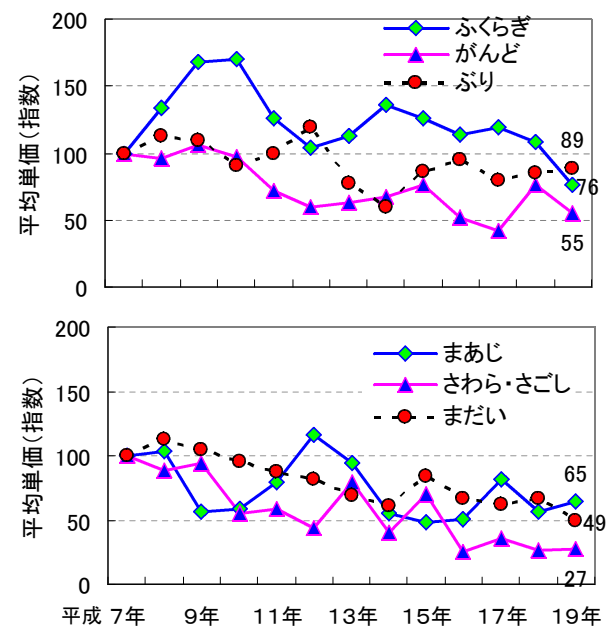 200
150
100
50
0
平均単価(指数)
ふくらぎ
がんど
ぶり
89
76
55
200
150
100
50
0
平均単価(指数)
まあじ
さわら・さごし
まだい
65
49
27
平成 7年 9年 11年 13年 15年 17年 19年